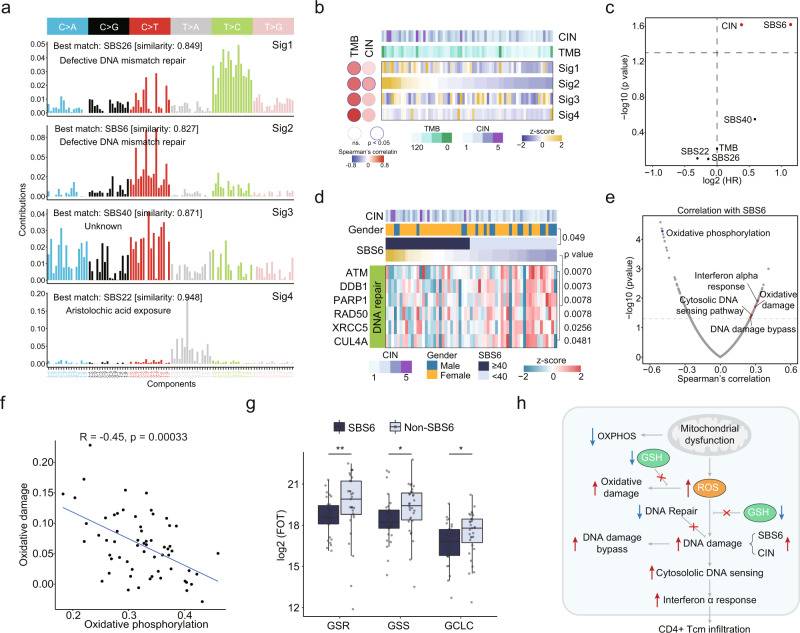 a
C>A C>G C>T T>A T>C T>G
Best match: SBS26 [similarity: 0.849] Sig1
Defective DNA mismatch repair
0.05
0.04
0.03
0.02
0.01
0.00
Best match: SBS6 [similarity: 0.827] Sig2
Defective DNA mismatch repair
0.08
0.05
0.02
0.00
Best match: SBS40 [similarity: 0.871] Sig3
Unknown
0.04
0.03
0.02
0.01
0.00
Best match: SBS22 [similarity: 0.948] Sig4
Aristolochic acid exposure
0.20
0.15
0.10
0.05
0.00
Contributions
Components
b
TMB CIN
CIN
TMB
Sig1
Sig2
Sig3
Sig4
ns. p < 0.05
Spearman's correlatin
-0.8 0.8
TMB
120 0
CIN
1 5
z-score
-2 2
c
CIN SBS6
SBS40
TMB
SBS22 SBS26
1.6
1.2
0.8
0.4
−1.0 −0.5 0.0 0.5 1.0
−log10 (p value)
log2 (HR)
d
CIN
Gender
SBS6
0.049
p value
DNA repair
ATM 0.0070
DDB1 0.0073
PARP1 0.0078
RAD50 0.0078
XRCC5 0.0256
CUL4A 0.0481
CIN
1 5
Gender
Male
Female
SBS6
≥40
<40
z-score
−2 2
e
Correlation with SBS6
Oxidative phosphorylation
Interferon alpha
response
Oxidative
damage
Cytosolic DNA
sensing pathway
DNA damage bypass
4
3
2
1
0
−0.6 −0.3 0.0 0.3 0.6
−log10 (pvalue)
Spearman's correlation
f
R = -0.45, p = 0.00033
0.20
0.15
0.10
0.05
0.00
0.2 0.3 0.4
Oxidative damage
Oxidative phosphorylation
g
SBS6 Non-SBS6
** * *
21
18
15
12
log2 (FOT)
GSR GSS GCLC
h
Mitochondrial
dysfunction
OXPHOS
GSH
Oxidative
damage
ROS
DNA Repair
GSH
DNA damage
bypass
DNA damage
SBS6
CIN
Cytosololic DNA sensing
Interferon α response
CD4+ Tcm infiltration